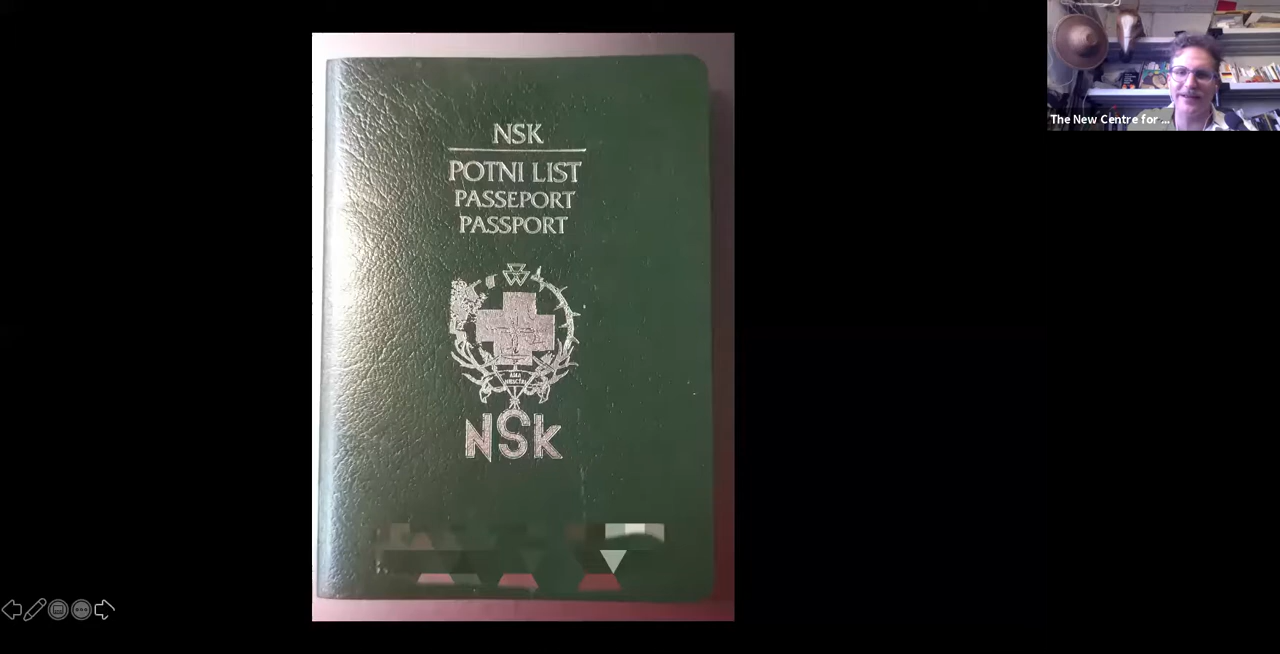 NSK
POTNI LIST
PASSEPORT
PASSPORT
NSK
The New Centre for ...